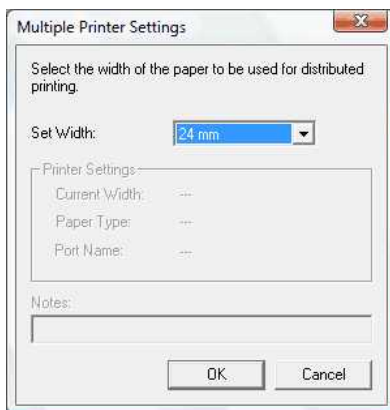 Multiple Printer Settings
Select the width of the paper to be used for distributed
printing.
Set Width: 24 mm
Printer Settings
Current Width: ---
Paper Type: ---
Port Name: ---
Notes:
OK Cancel